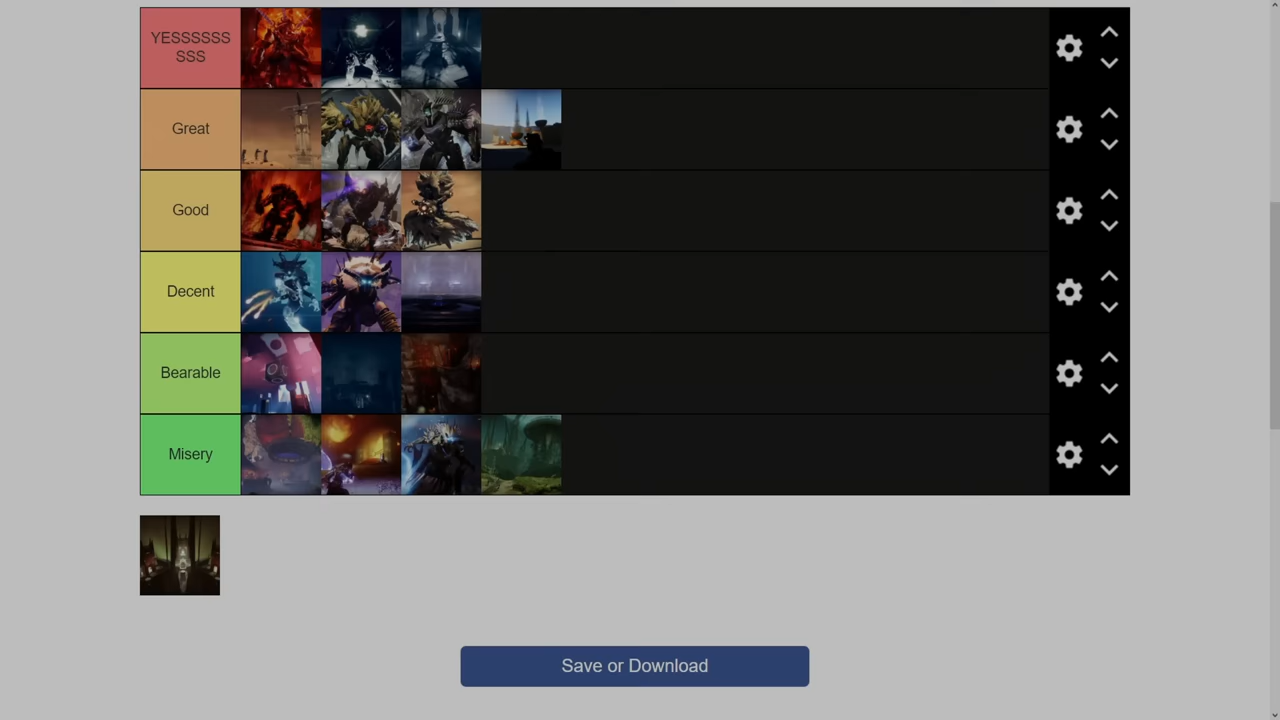 YESSSSSS
SSS
Great
Good
Decent
Bearable
Misery
Save or Download